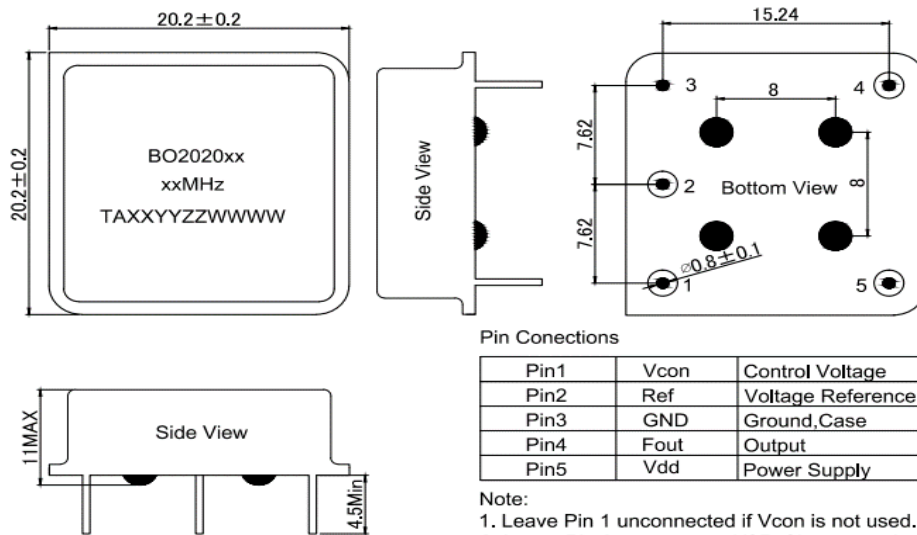 20.2±0.2
20.2±0.2
BO2020xx
xxMHz
TAXXYYZZWWWW
Side View
15.24
3
4
8
7.62
2
Bottom View
8
7.62
⌀0.8±0.1
1
5
11MAX
Side View
4.5Min
Pin Conections
Pin1 Vcon Control Voltage
Pin2 Ref Voltage Reference
Pin3 GND Ground,Case
Pin4 Fout Output
Pin5 Vdd Power Supply
Note:
1. Leave Pin 1 unconnected if Vcon is not used.